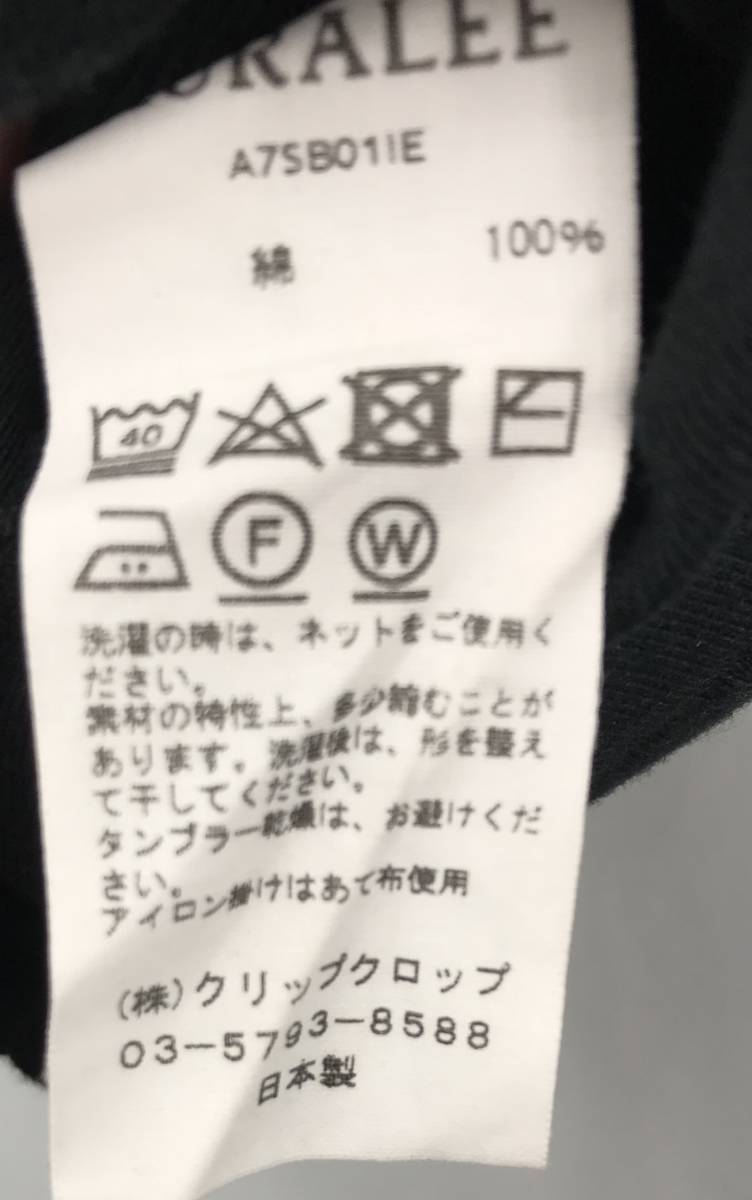 A7SB01IE
綿 100%
40
F W
洗濯の時は、ネットをご使用く
ださい。
素材の特性上、多少縮むことが
あります。洗濯後は、形を整え
て干してください。
タンブラー乾燥は、お避けくだ
さい。
アイロン掛けはあて布使用
(株)クリップクロップ
03-5793-8588
日本製